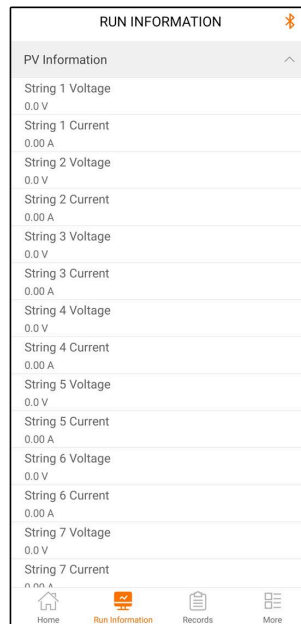 RUN INFORMATION
PV Information
String 1 Voltage
0.0 V
String 1 Current
0.00 A
String 2 Voltage
0.0 V
String 2 Current
0.00 A
String 3 Voltage
0.0 V
String 3 Current
0.00 A
String 4 Voltage
0.0 V
String 4 Current
0.00 A
String 5 Voltage
0.0 V
String 5 Current
0.00 A
String 6 Voltage
0.0 V
String 6 Current
0.00 A
String 7 Voltage
0.0 V
String 7 Current
0.00 A
Home Run Information Records More